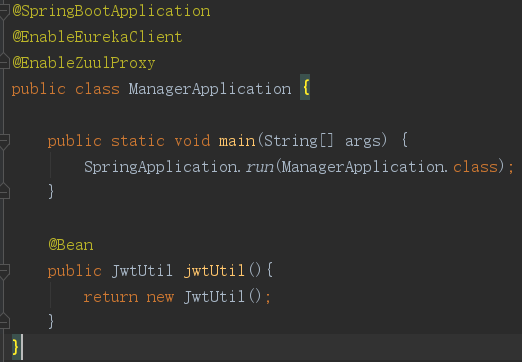 @SpringBootApplication
@EnableEurekaClient
@EnableZuulProxy
public class ManagerApplication {
public static void main(String[] args) {
SpringApplication.run(ManagerApplication.class);
}
@Bean
public JwtUtil jwtUtil(){
return new JwtUtil();
}
}